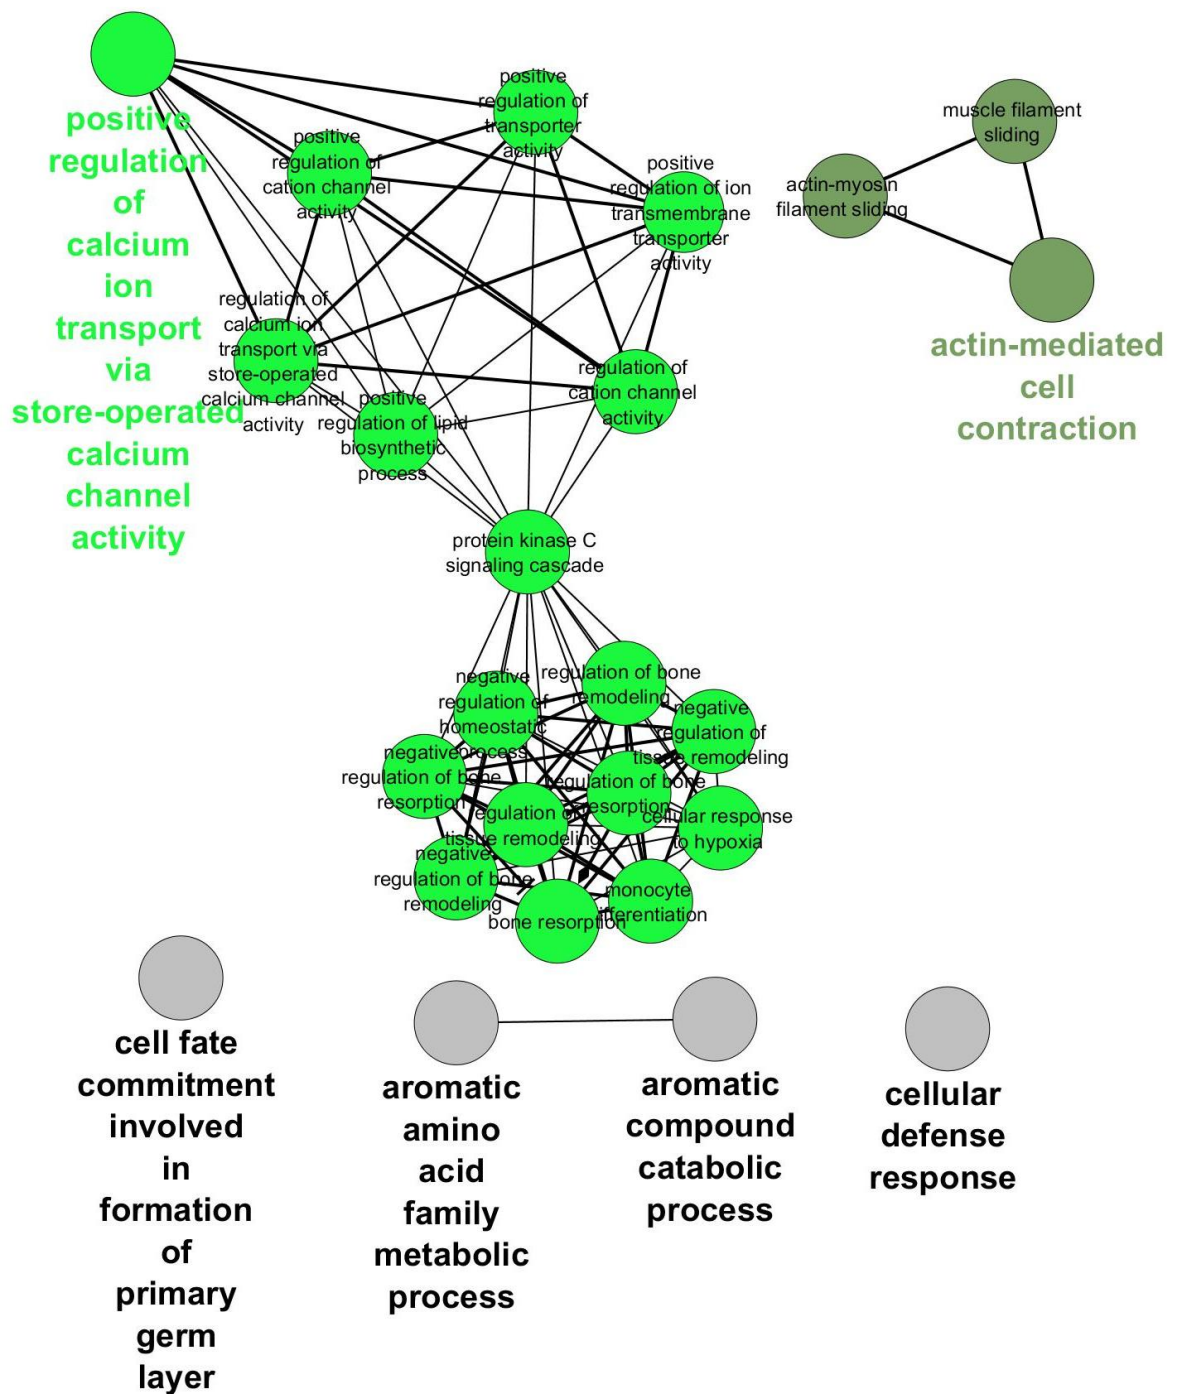 positive
regulation
of
calcium
ion
transport
via
store-operated
calcium
channel
activity
positive
regulation of
transporter
activity
positive
regulation of
cation channel
activity
positive
regulation of ion
transmembrane
transporter
activity
muscle filament
sliding
actin-myosin
filament sliding
actin-mediated
cell
contraction
regulation of
calcium ion
transport via
store-operated
calcium channel
activity
regulation of
cation channel
activity
positive
regulation of lipid
biosynthetic
process
protein kinase C
signaling cascade
negative
regulation of
homeostatic
process
regulation of bone
remodeling
negative
regulation of
tissue remodeling
negative
regulation of bone
resorption
regulation of bone
resorption
regulation of
tissue remodeling
cellular response
to hypoxia
negative
regulation of bone
remodeling
monocyte
differentiation
bone resorption
cell fate
commitment
involved
in
formation
of
primary
germ
layer
aromatic
amino
acid
family
metabolic
process
aromatic
compound
catabolic
process
cellular
defense
response